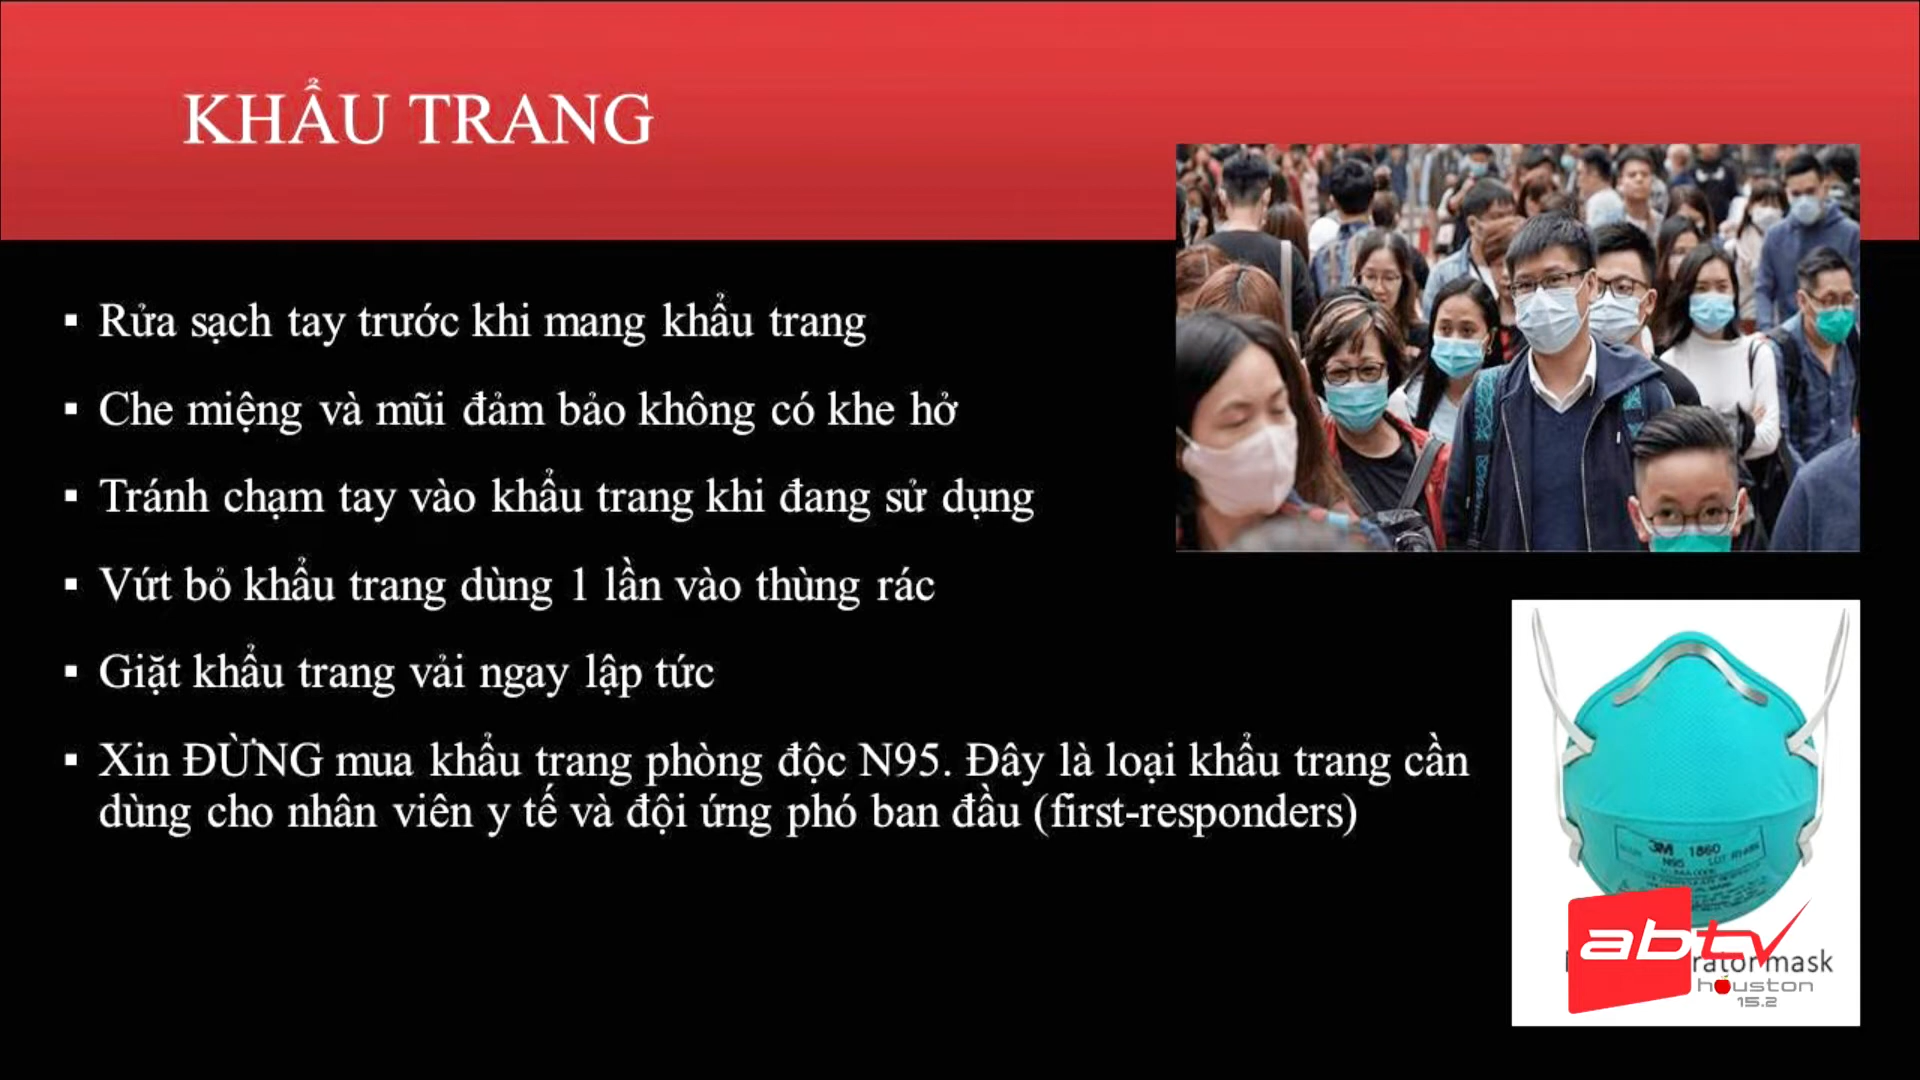 KHẨU TRANG
▪ Rửa sạch tay trước khi mang khẩu trang
▪ Che miệng và mũi đảm bảo không có khe hở
▪ Tránh chạm tay vào khẩu trang khi đang sử dụng
▪ Vứt bỏ khẩu trang dùng 1 lần vào thùng rác
▪ Giặt khẩu trang vải ngay lập tức
▪ Xin ĐỪNG mua khẩu trang phòng độc N95. Đây là loại khẩu trang cần
dùng cho nhân viên y tế và đội ứng phó ban đầu (first-responders)
3M 1860
N95
abtv
mask
houston
15.2